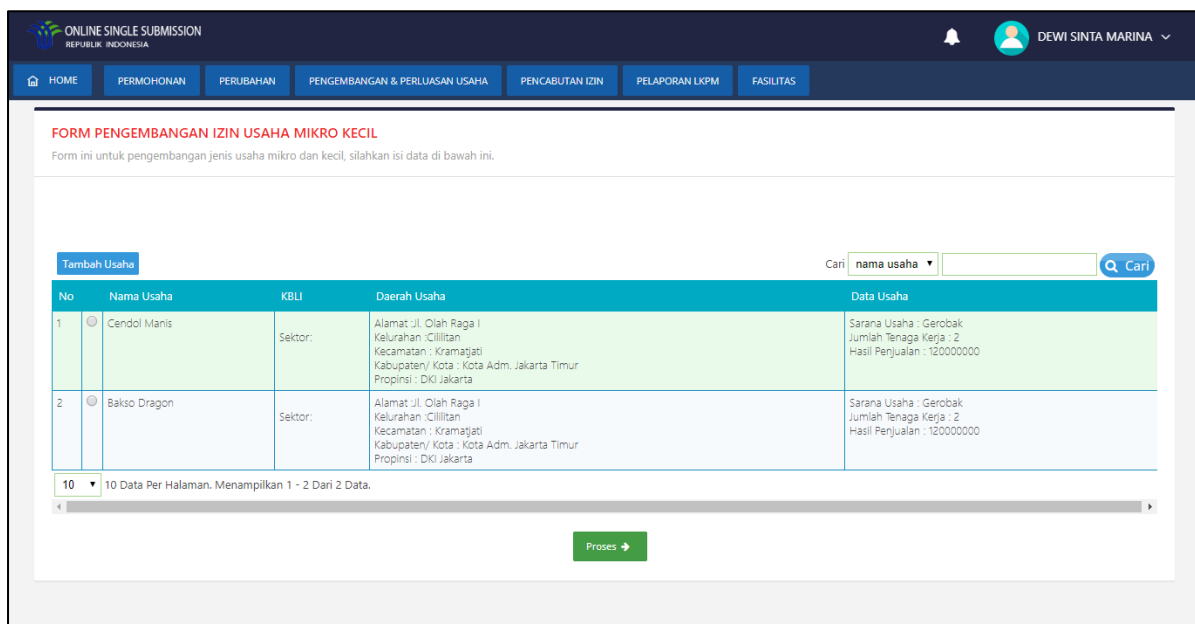 ONLINE SINGLE SUBMISSION
REPUBLIK INDONESIA
DEWI SINTA MARINA
HOME PERMOHONAN PERUBAHAN PENGEMBANGAN & PERLUASAN USAHA PENCABUTAN IZIN PELAPORAN LKPM FASILITAS
FORM PENGEMBANGAN IZIN USAHA MIKRO KECIL
Form ini untuk pengembangan jenis usaha mikro dan kecil, silahkan isi data di bawah ini.
Tambah Usaha Cari nama usaha Cari
No Nama Usaha KBLI Daerah Usaha Data Usaha
1 Cendol Manis
Sektor:
Alamat :Jl. Olah Raga I
Kelurahan :Cililitan
Kecamatan : Kramatjati
Kabupaten/ Kota : Kota Adm. Jakarta Timur
Propinsi : DKI Jakarta
Sarana Usaha : Gerobak
Jumlah Tenaga Kerja : 2
Hasil Penjualan : 120000000
2 Bakso Dragon
Sektor:
Alamat :Jl. Olah Raga I
Kelurahan :Cililitan
Kecamatan : Kramatjati
Kabupaten/ Kota : Kota Adm. Jakarta Timur
Propinsi : DKI Jakarta
Sarana Usaha : Gerobak
Jumlah Tenaga Kerja : 2
Hasil Penjualan : 120000000
10 10 Data Per Halaman. Menampilkan 1 - 2 Dari 2 Data.
Proses